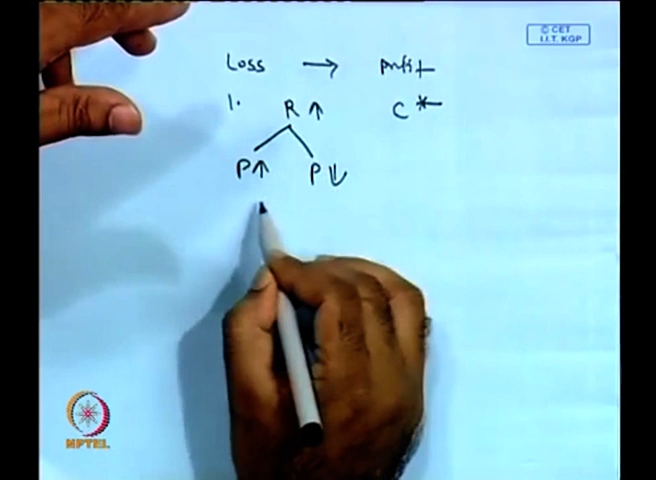 © CET
I.I.T. KGP
Loss → Profit
1. R ↑ C *
P ↑ P ↓
NPTEL